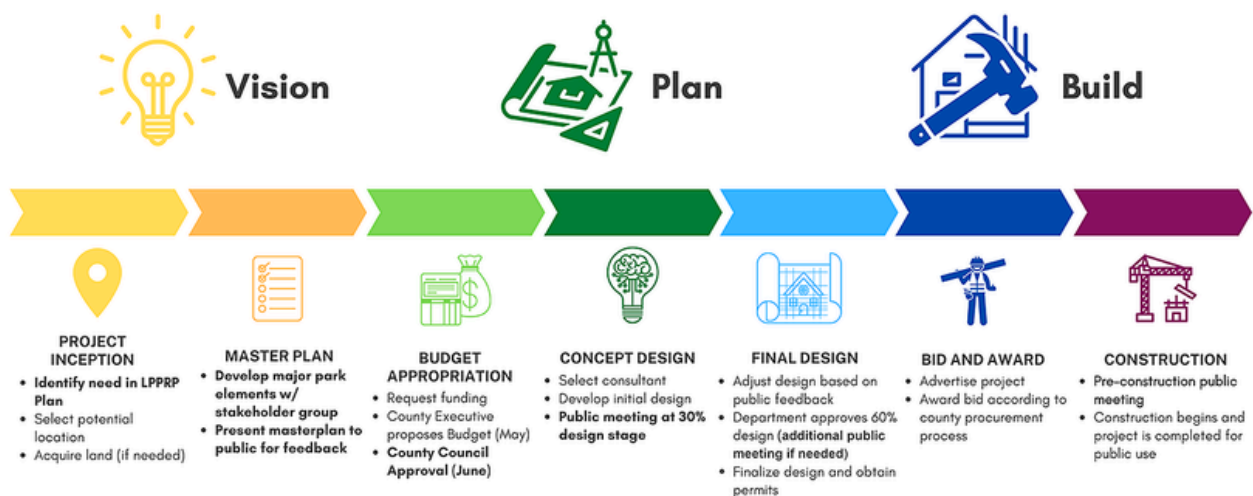 Vision
Plan
Build
PROJECT
INCEPTION
• Identify need in LPPRP
Plan
• Select potential
location
• Acquire land (if needed)
MASTER PLAN
• Develop major park
elements w/
stakeholder group
• Present masterplan to
public for feedback
BUDGET
APPROPRIATION
• Request funding
• County Executive
proposes Budget (May)
• County Council
Approval (June)
CONCEPT DESIGN
• Select consultant
• Develop initial design
• Public meeting at 30%
design stage
FINAL DESIGN
• Adjust design based on
public feedback
• Department approves 60%
design (additional public
meeting if needed)
• Finalize design and obtain
permits
BID AND AWARD
• Advertise project
• Award bid according to
county procurement
process
CONSTRUCTION
• Pre-construction public
meeting
• Construction begins and
project is completed for
public use